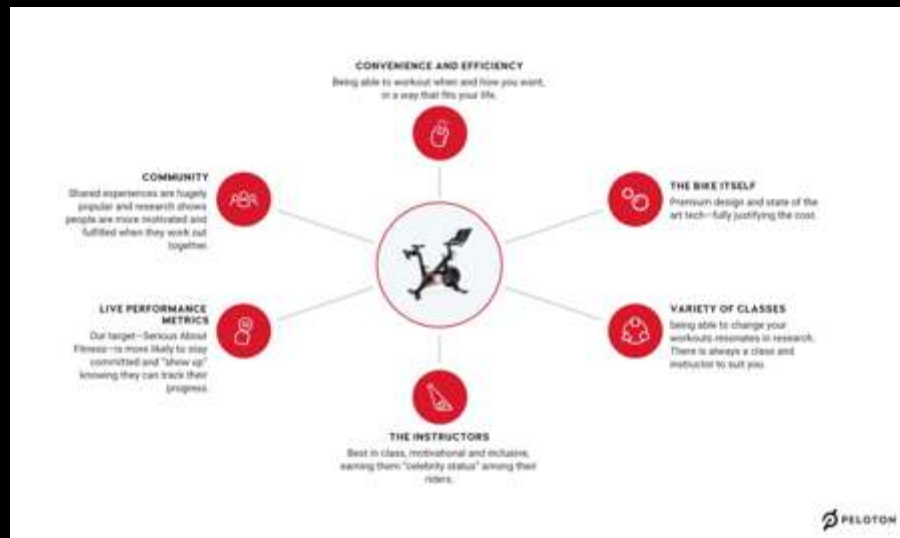 CONVENIENCE AND EFFICIENCY
Being able to workout when and how you want,
in a way that fits your life.
COMMUNITY
Shared experiences are hugely
popular and research shows
people are more motivated and
fulfilled when they work out
together.
THE BIKE ITSELF
Premium design and state of the
art tech—fully justifying the cost.
LIVE PERFORMANCE
METRICS
Our target—Serious About
Fitness—is more likely to stay
committed and "show up"
knowing they can track their
progress.
VARIETY OF CLASSES
being able to change your
workouts resonates in research.
There is always a class and
instructor to suit you.
THE INSTRUCTORS
Best in class, motivational and inclusive,
earning them "celebrity status" among their
riders.
PELOTON